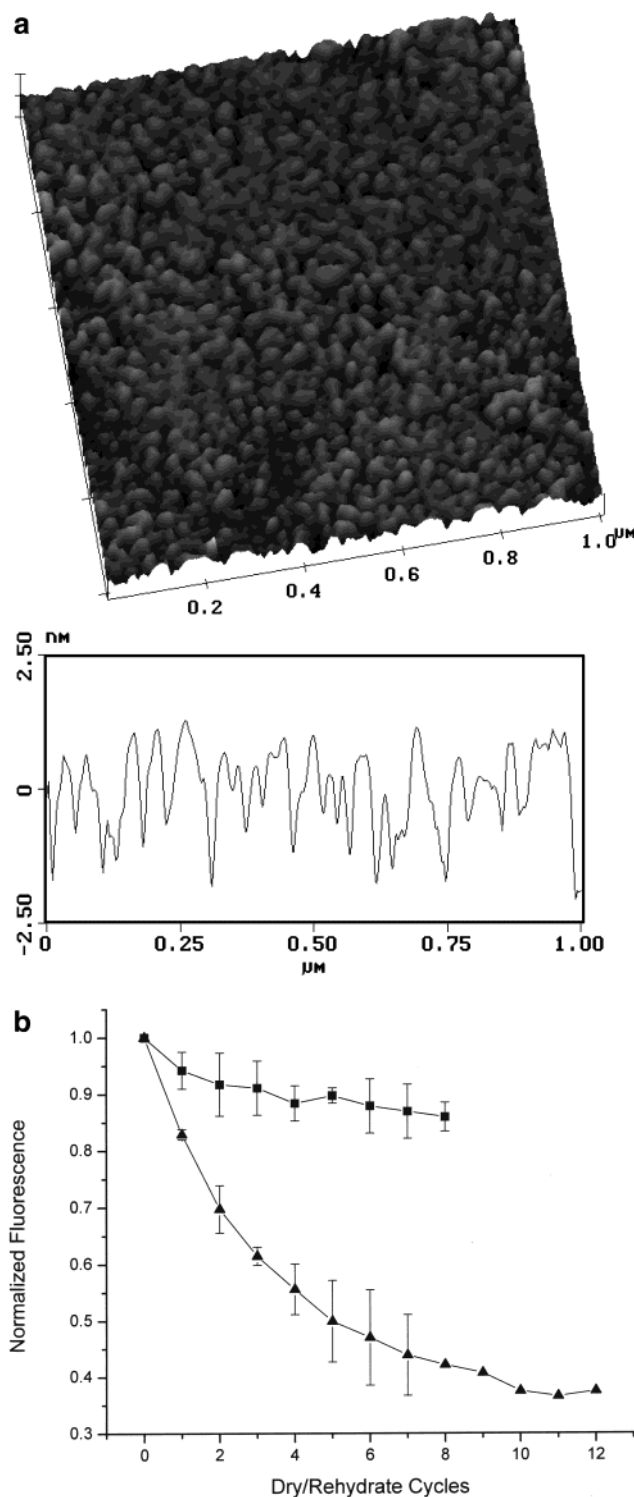 a
0.2 0.4 0.6 0.8 1.0 µM
nM
2.50
0
-2.50
0 0.25 0.50 0.75 1.00
µM
b
1.0
0.9
0.8
0.7
0.6
0.5
0.4
0.3
Normalized Fluorescence
0 2 4 6 8 10 12
Dry/Rehydrate Cycles